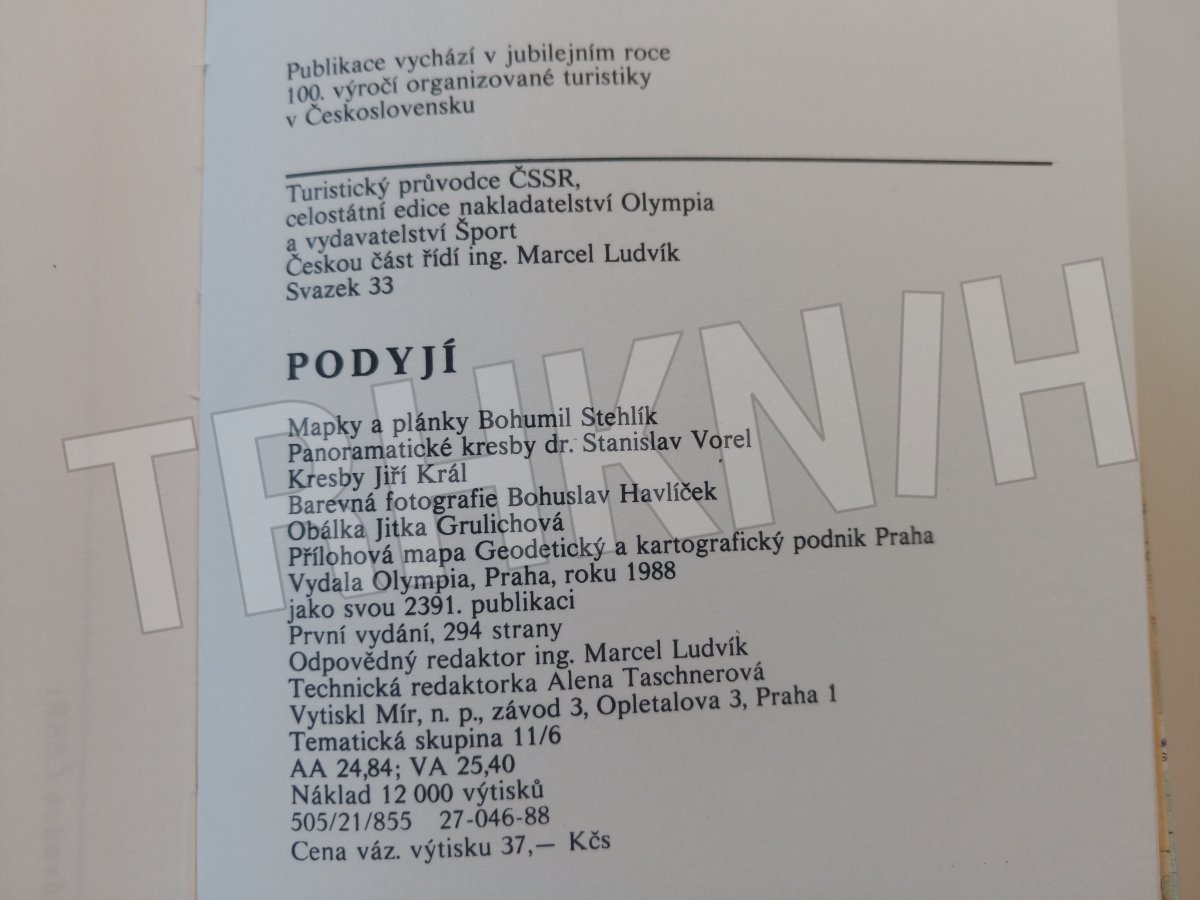 Publikace vychází v jubilejním roce
100. výročí organizované turistiky
v Československu
Turistický průvodce ČSSR,
celostátní edice nakladatelství Olympia
a vydavatelství Šport
Českou část řídí ing. Marcel Ludvík
Svazek 33
PODYJÍ
Mapky a plánky Bohumil Stehlík
Panoramatické kresby dr. Stanislav Vorel
Kresby Jiří Král
Barevná fotografie Bohuslav Havlíček
Obálka Jitka Grulichová
Přílohová mapa Geodetický a kartografický podnik Praha
Vydala Olympia, Praha, roku 1988
jako svou 2391. publikaci
První vydání, 294 strany
Odpovědný redaktor ing. Marcel Ludvík
Technická redaktorka Alena Taschnerová
Vytiskl Mír, n. p., závod 3, Opletalova 3, Praha 1
Tematická skupina 11/6
AA 24,84; VA 25,40
Náklad 12 000 výtisků
505/21/855 27-046-88
Cena váz. výtisku 37,— Kčs
TRHKNIH